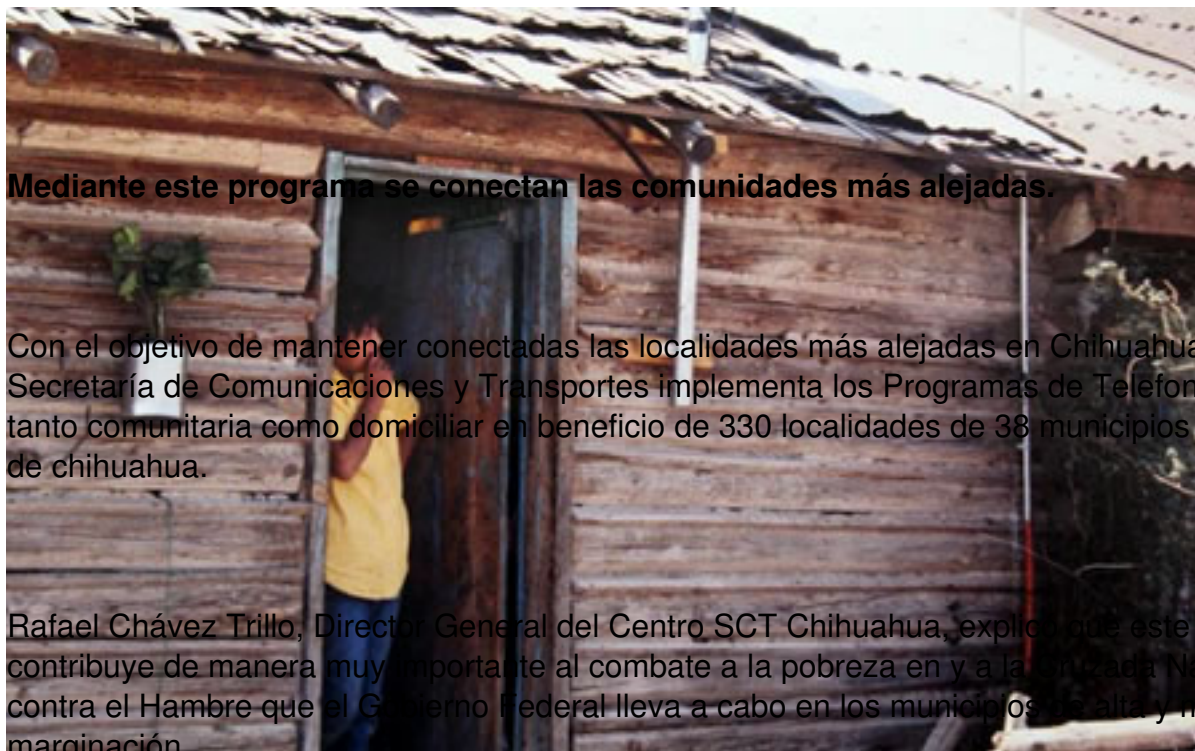 Mediante este programa se conectan las comunidades más alejadas.
Con el objetivo de mantener conectadas las localidades más alejadas en Chihuahua
Secretaría de Comunicaciones y Transportes implementa los Programas de
tanto comunitaria como domiciliar en beneficio de 330 localidades de 38 municipios
de chihuahua.
Rafael Chávez Trillo, Director General del Centro SCT Chihuahua, explicó que este
contribuye de manera muy importante al combate a la pobreza en y a la Cruzada
contra el Hambre que el Gobierno Federal lleva a cabo en los municipios de alta y
marginación